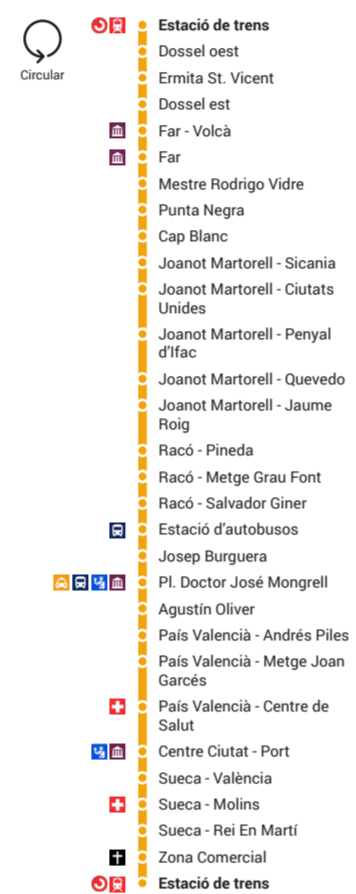 Estació de trens
Circular
Dossel oest
Ermita St. Vicent
Dossel est
Far - Volcà
Far
Mestre Rodrigo Vidre
Punta Negra
Cap Blanc
Joanot Martorell - Sicania
Joanot Martorell - Ciutats
Unides
Joanot Martorell - Penyal
d'Ifac
Joanot Martorell - Quevedo
Joanot Martorell - Jaume
Roig
Racó - Pineda
Racó - Metge Grau Font
Racó - Salvador Giner
Estació d'autobusos
Josep Burguera
Pl. Doctor José Mongrell
Agustín Oliver
País Valencià - Andrés Piles
País Valencià - Metge Joan
Garcés
País Valencià - Centre de
Salut
Centre Ciutat - Port
Sueca - València
Sueca - Molins
Sueca - Rei En Martí
Zona Comercial
Estació de trens